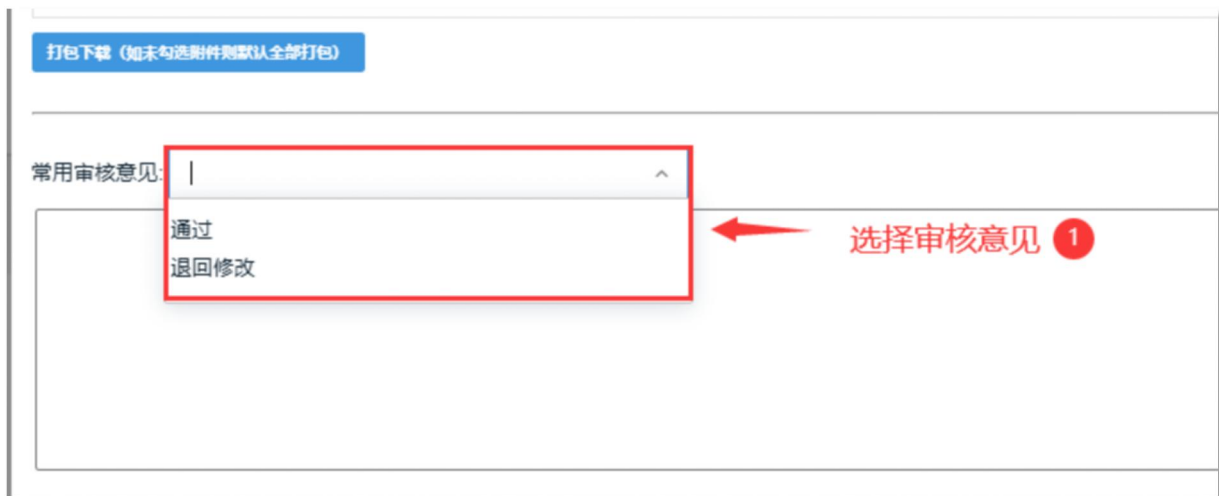 打包下载（如未勾选附件则默认全部打包）
常用审核意见:
通过
退回修改
选择审核意见 1